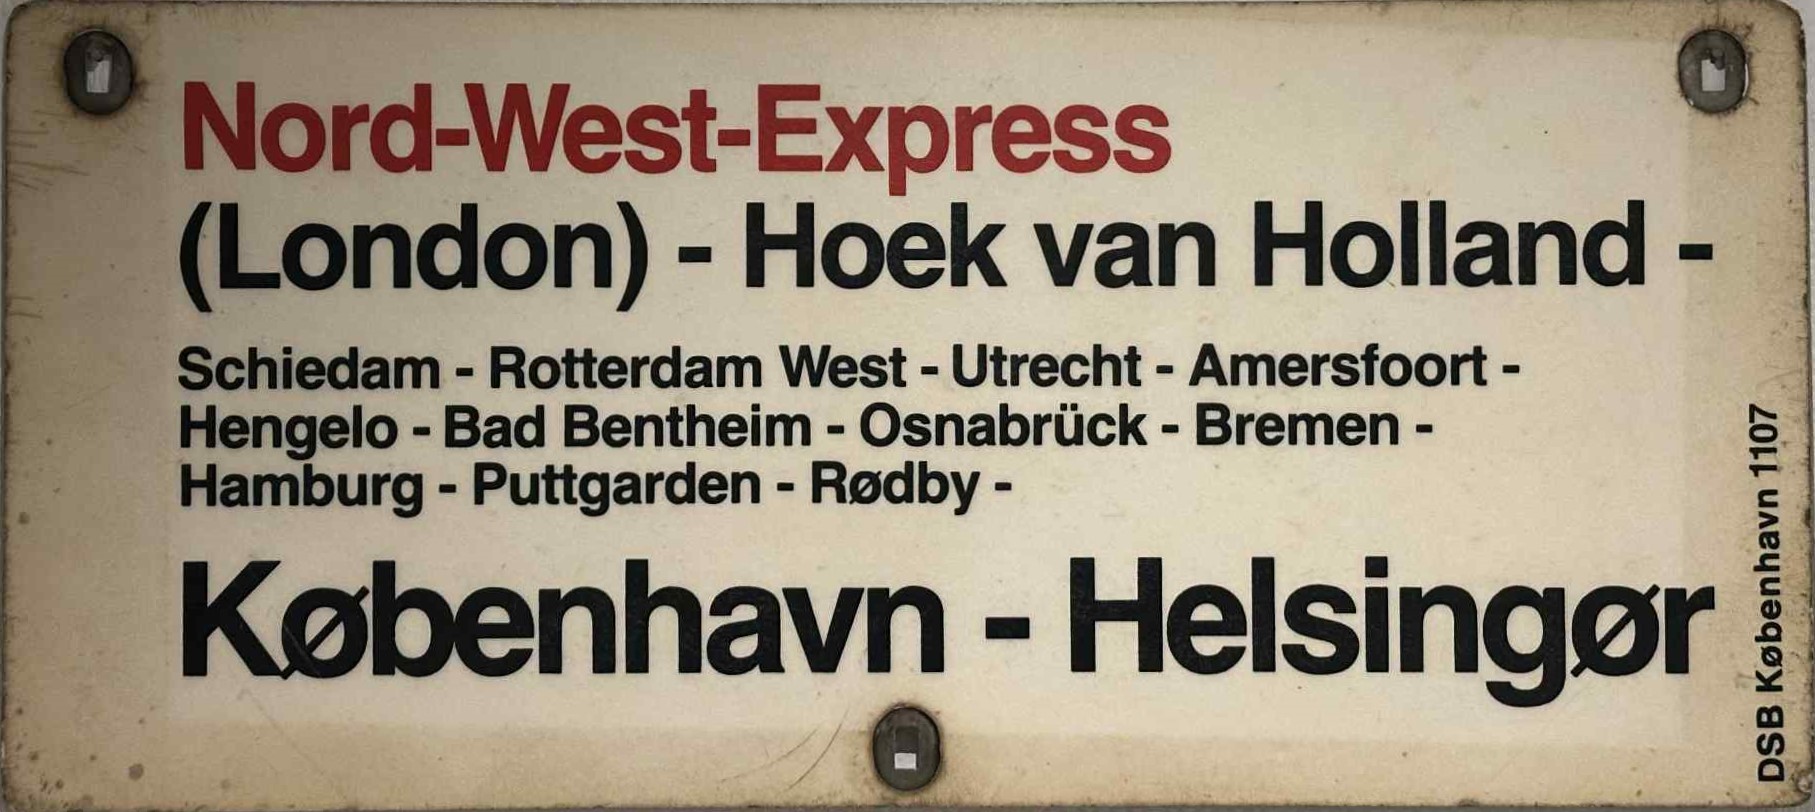 Nord-West-Express
(London) - Hoek van Holland -
Schiedam - Rotterdam West - Utrecht - Amersfoort -
Hengelo - Bad Bentheim - Osnabrück - Bremen -
Hamburg - Puttgarden - Rødby -
København - Helsingør
DSB København 1107